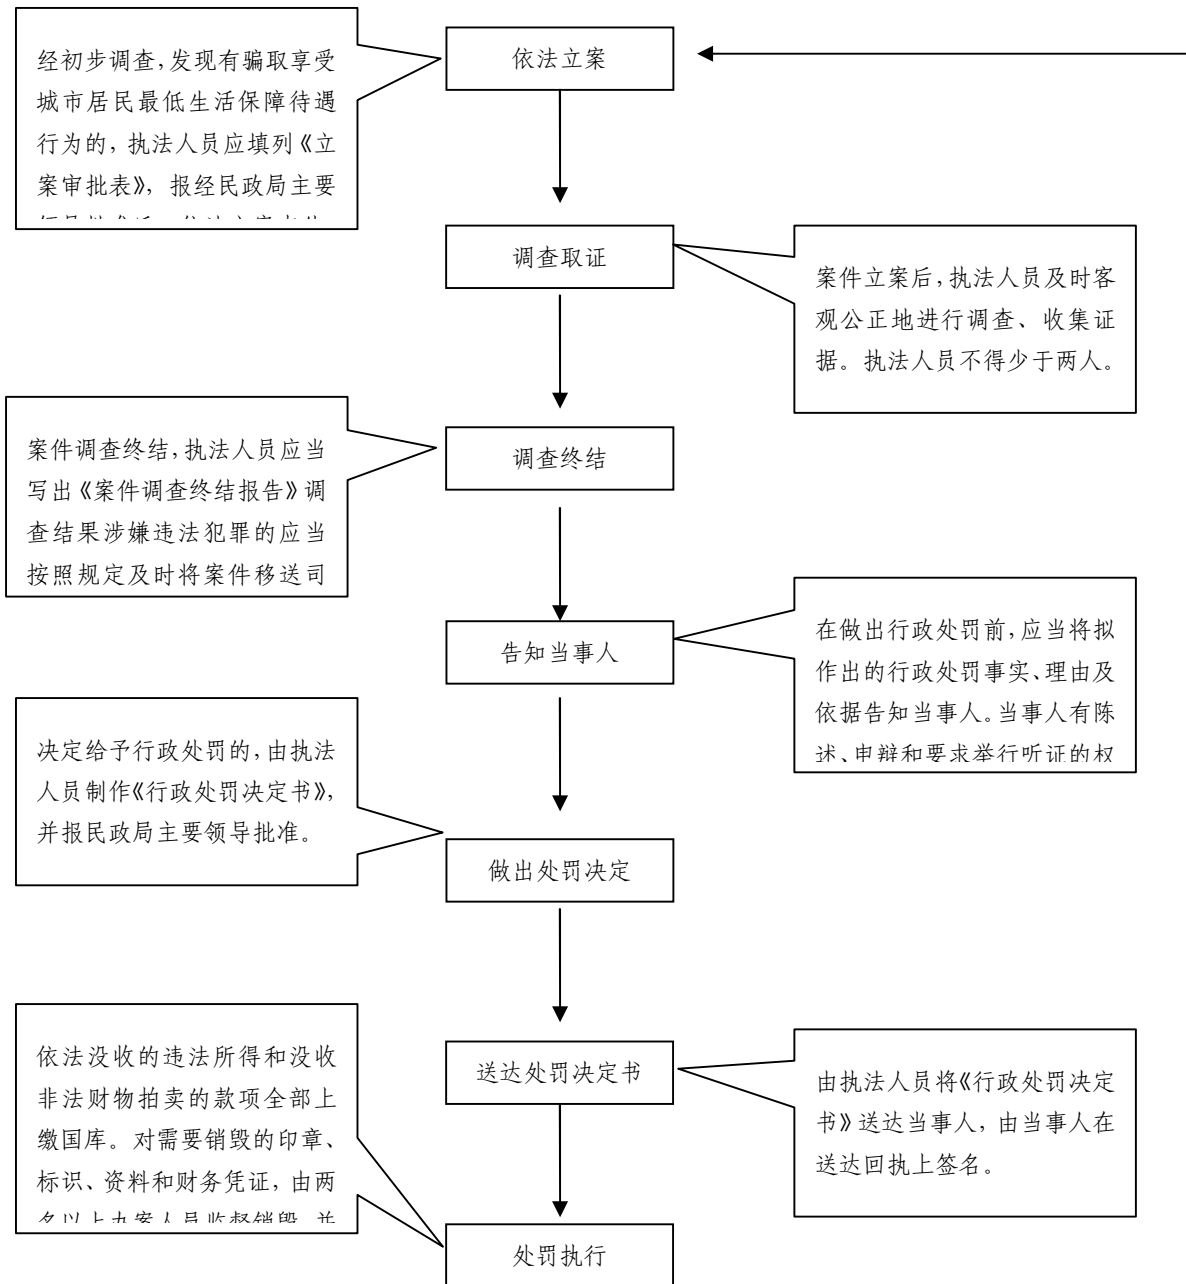 经初步调查,发现有骗取享受
城市居民最低生活保障待遇
行为的,执法人员应填列《立
案审批表》,报经民政局主要
依法立案
调查取证
案件立案后,执法人员及时客
观公正地进行调查、收集证
据。执法人员不得少于两人。
案件调查终结,执法人员应当
写出《案件调查终结报告》调
查结果涉嫌违法犯罪的应当
按照规定及时将案件移送司
调查终结
告知当事人
在做出行政处罚前,应当将拟
作出的行政处罚事实、理由及
依据告知当事人。当事人有陈
述、申辩和要求举行听证的权
决定给予行政处罚的,由执法
人员制作《行政处罚决定书》,
并报民政局主要领导批准。
做出处罚决定
依法没收的违法所得和没收
非法财物拍卖的款项全部上
缴国库。对需要销毁的印章、
标识、资料和财务凭证,由两
名以上办案人员监督销毁,并
送达处罚决定书
由执法人员将《行政处罚决定
书》送达当事人,由当事人在
送达回执上签名。
处罚执行